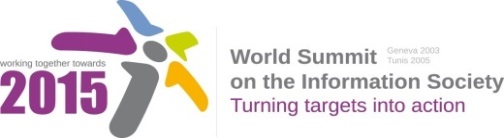 working together towards
2015
World Summit
Geneva 2003
Tunis 2005
on the Information Society
Turning targets into action